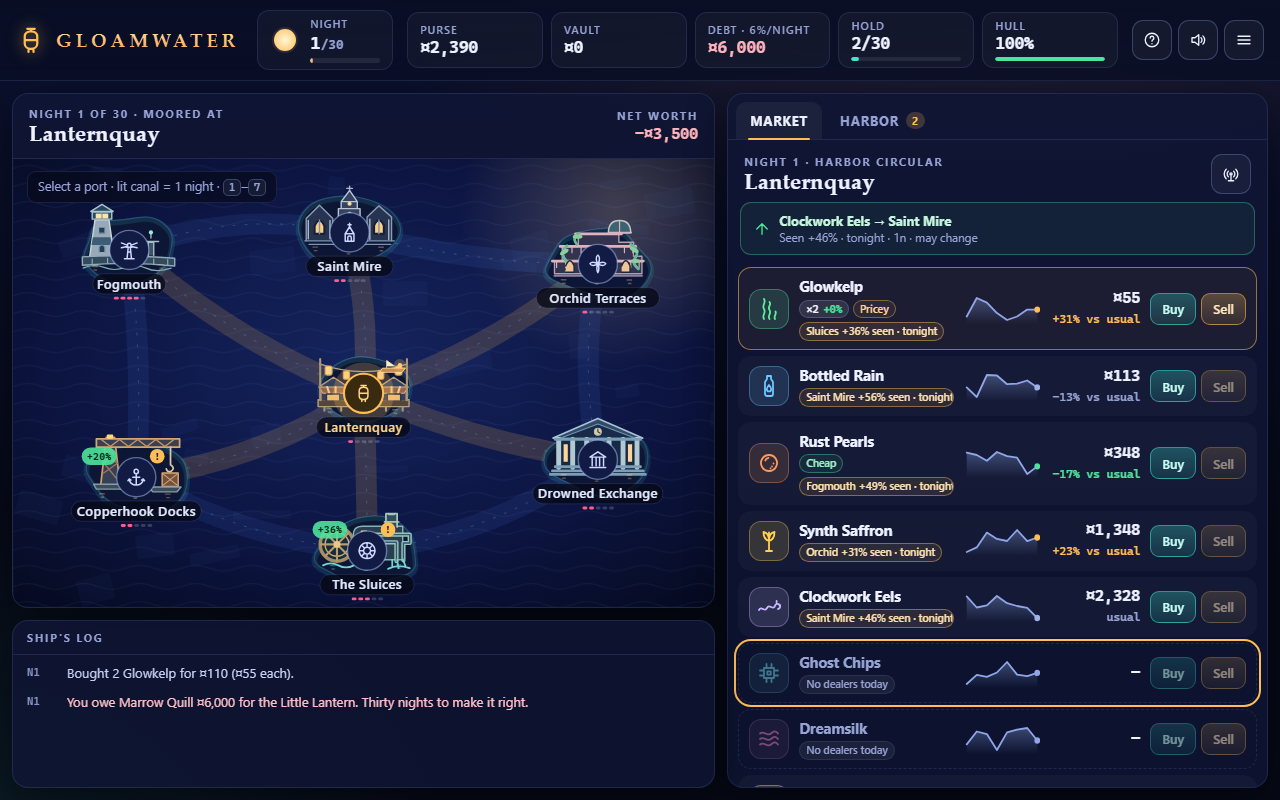 GLOAMWATER
NIGHT
1/30
PURSE
¤2,390
VAULT
¤0
DEBT · 6%/NIGHT
¤6,000
HOLD
2/30
HULL
100%
NIGHT 1 OF 30 · MOORED AT
Lanternquay
NET WORTH
−¤3,500
Select a port · lit canal = 1 night · 1–7
Fogmouth
Saint Mire
Orchid Terraces
Lanternquay
+20%
!
Copperhook Docks
Drowned Exchange
+36%
!
The Sluices
SHIP'S LOG
N1 Bought 2 Glowkelp for ¤110 (¤55 each).
N1 You owe Marrow Quill ¤6,000 for the Little Lantern. Thirty nights to make it right.
MARKET
HARBOR 2
NIGHT 1 · HARBOR CIRCULAR
Lanternquay
Clockwork Eels → Saint Mire
Seen +46% · tonight · 1n · may change
Glowkelp
×2 +0% Pricey
Sluices +36% seen · tonight
¤55
+31% vs usual
Buy Sell
Bottled Rain
Saint Mire +56% seen · tonight
¤113
−13% vs usual
Buy Sell
Rust Pearls
Cheap
Fogmouth +49% seen · tonight
¤348
−17% vs usual
Buy Sell
Synth Saffron
Orchid +31% seen · tonight
¤1,348
+23% vs usual
Buy Sell
Clockwork Eels
Saint Mire +46% seen · tonight
¤2,328
usual
Buy Sell
Ghost Chips
No dealers today
–
Buy Sell
Dreamsilk
No dealers today
–
Buy Sell